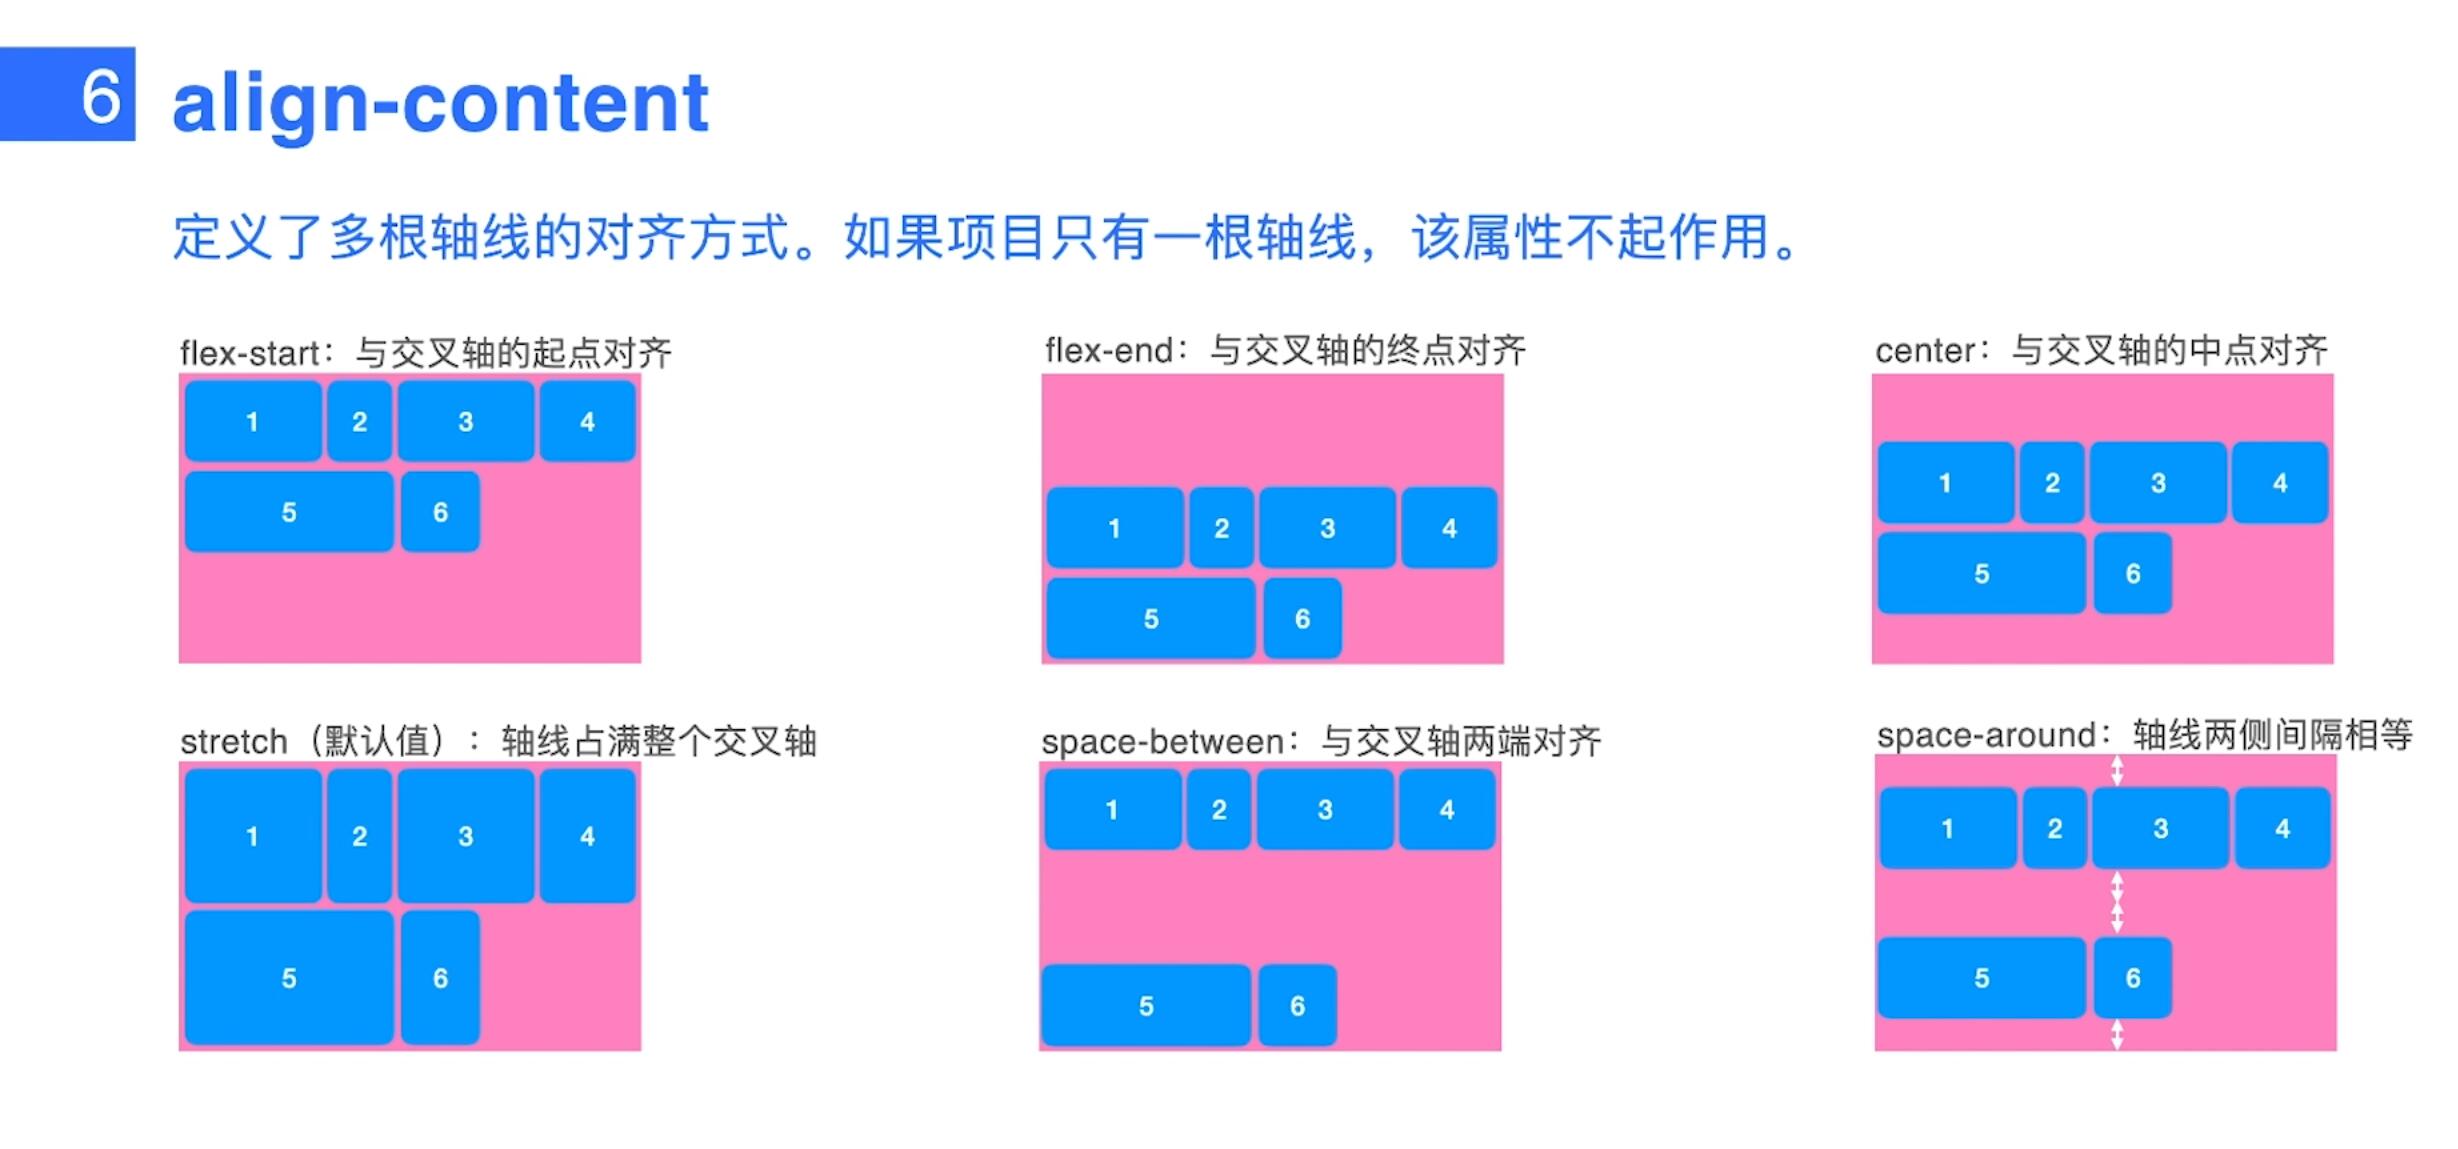 6 align-content
定义了多根轴线的对齐方式。如果项目只有一根轴线，该属性不起作用。
flex-start：与交叉轴的起点对齐
1 2 3 4
5 6
flex-end：与交叉轴的终点对齐
1 2 3 4
5 6
center：与交叉轴的中点对齐
1 2 3 4
5 6
stretch（默认值）：轴线占满整个交叉轴
1 2 3 4
5 6
space-between：与交叉轴两端对齐
1 2 3 4
5 6
space-around：轴线两侧间隔相等
1 2 3 4
5 6